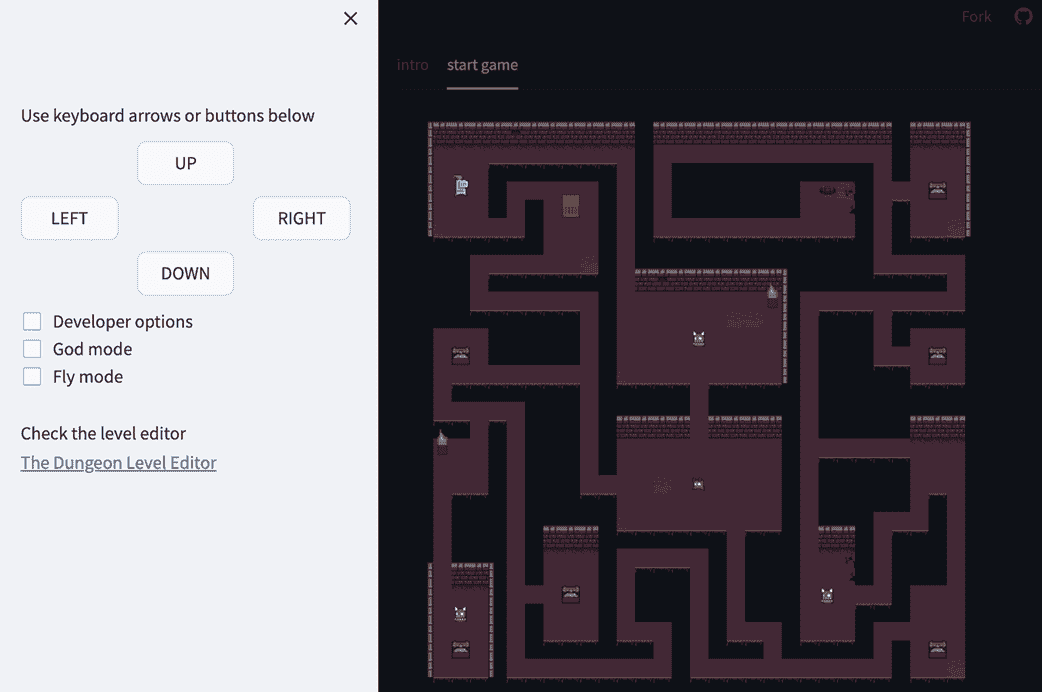 Fork
intro
start game
Use keyboard arrows or buttons below
UP
LEFT
RIGHT
DOWN
Developer options
God mode
Fly mode
Check the level editor
The Dungeon Level Editor